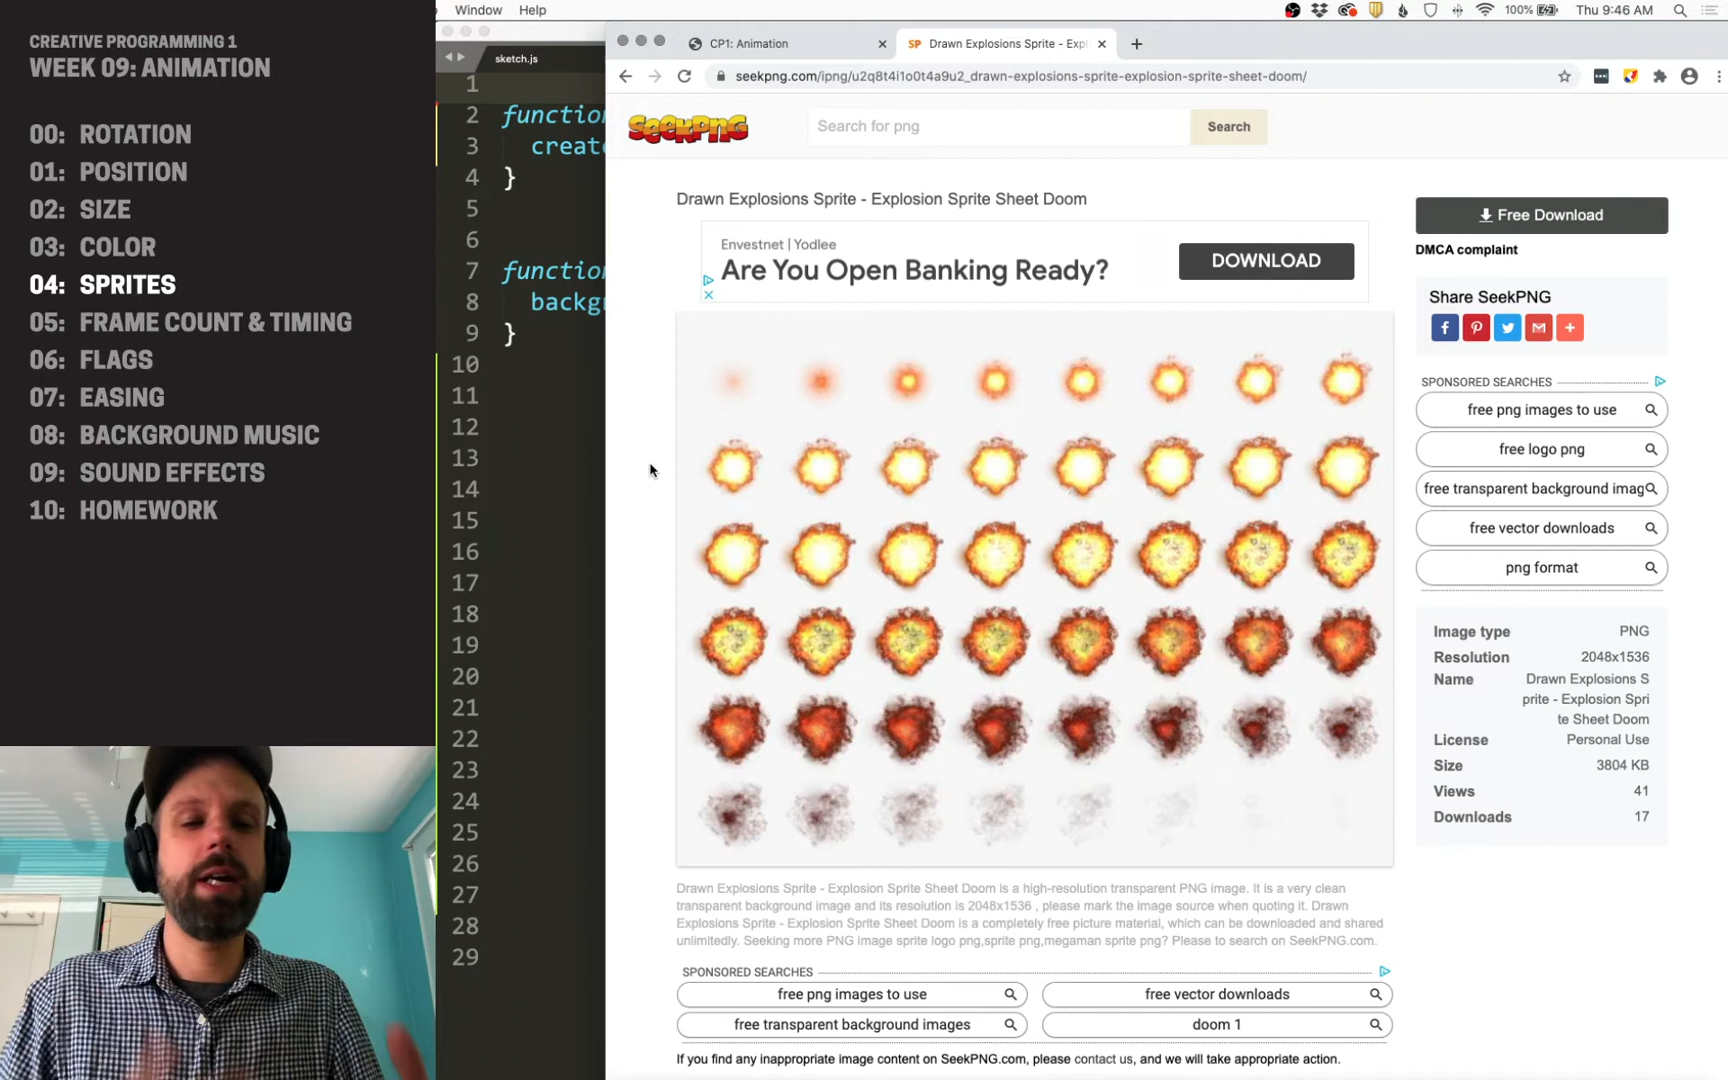 CREATIVE PROGRAMMING 1
WEEK 09: ANIMATION
00: ROTATION
01: POSITION
02: SIZE
03: COLOR
04: SPRITES
05: FRAME COUNT & TIMING
06: FLAGS
07: EASING
08: BACKGROUND MUSIC
09: SOUND EFFECTS
10: HOMEWORK
Window Help
100% Thu 9:46 AM
sketch.js
1
2 function
3 create
4 }
5
6
7 function
8 backg
9 }
10
11
12
13
14
15
16
17
18
19
20
21
22
23
24
25
26
27
28
29
CP1: Animation
SP Drawn Explosions Sprite - Expl
seekpng.com/ipng/u2q8t4i1o0t4a9u2_drawn-explosions-sprite-explosion-sprite-sheet-doom/
SEEKPNG
Search for png
Search
Drawn Explosions Sprite - Explosion Sprite Sheet Doom
Envestnet | Yodlee
Are You Open Banking Ready?
DOWNLOAD
Free Download
DMCA complaint
Share SeekPNG
SPONSORED SEARCHES
free png images to use
free logo png
free transparent background imag
free vector downloads
png format
Image type PNG
Resolution 2048x1536
Name Drawn Explosions S
prite - Explosion Spri
te Sheet Doom
License Personal Use
Size 3804 KB
Views 41
Downloads 17
Drawn Explosions Sprite - Explosion Sprite Sheet Doom is a high-resolution transparent PNG image. It is a very clean
transparent background image and its resolution is 2048x1536 , please mark the image source when quoting it. Drawn
Explosions Sprite - Explosion Sprite Sheet Doom is a completely free picture material, which can be downloaded and shared
unlimitedly. Seeking more PNG image sprite logo png,sprite png,megaman sprite png? Please to search on SeekPNG.com.
SPONSORED SEARCHES
free png images to use
free vector downloads
free transparent background images
doom 1
If you find any inappropriate image content on SeekPNG.com, please contact us, and we will take appropriate action.